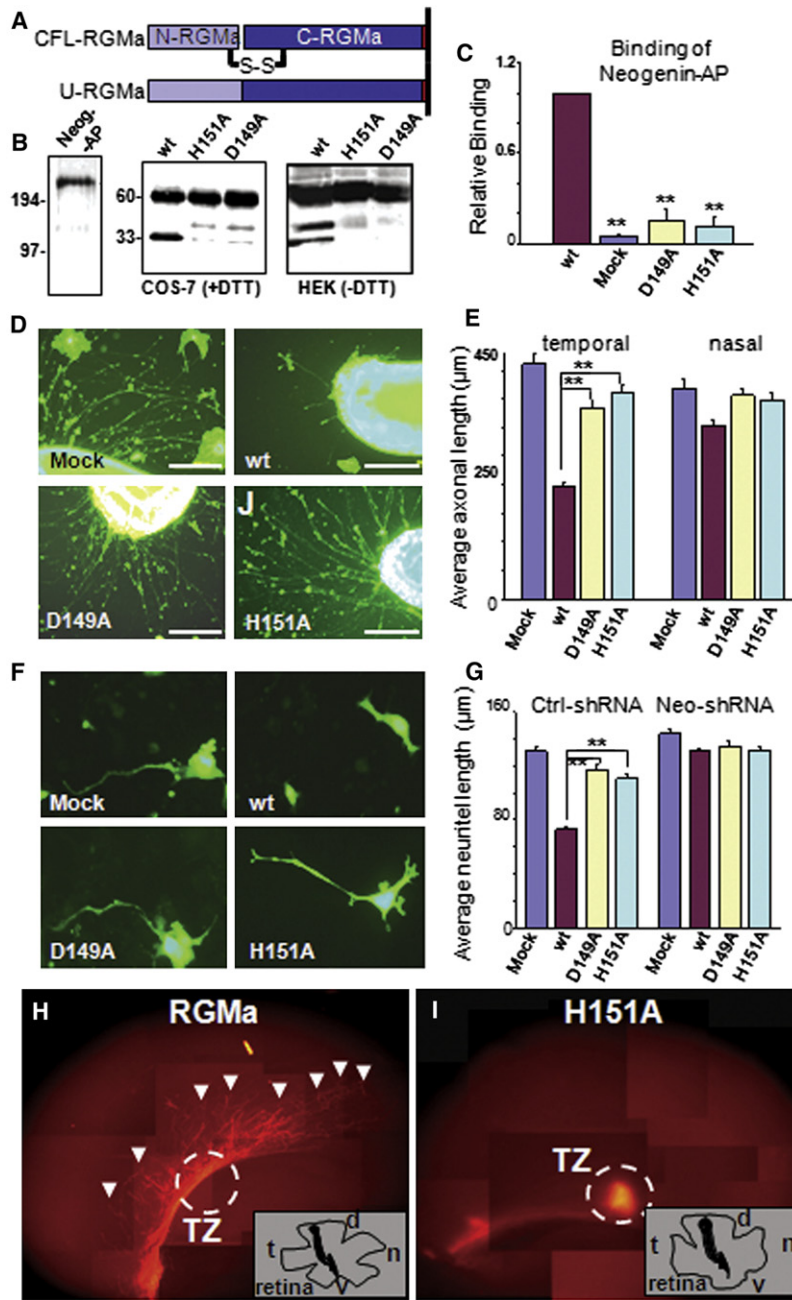 A
CFL-RGMa
N-RGMa
C-RGMa
S-S
U-RGMa
B
Neog-
-AP
194-
97-
wt
H151A
D149A
60-
33-
COS-7 (+DTT)
wt
H151A
D149A
HEK (-DTT)
C
Binding of
Neogenin-AP
Relative Binding
1.2
0.6
0
**
**
**
wt
Mock
D149A
H151A
D
Mock
wt
D149A
J
H151A
E
temporal
nasal
Average axonal length (µm)
450
250
600
**
**
Mock
wt
D149A
H151A
Mock
wt
D149A
H151A
F
Mock
wt
D149A
H151A
G
Ctrl-shRNA
Neo-shRNA
Average neuritel length (µm)
160
80
0
**
**
Mock
wt
D149A
H151A
Mock
wt
D149A
H151A
H
RGMa
TZ
d
t
n
retina
v
I
H151A
TZ
d
t
n
retina
v